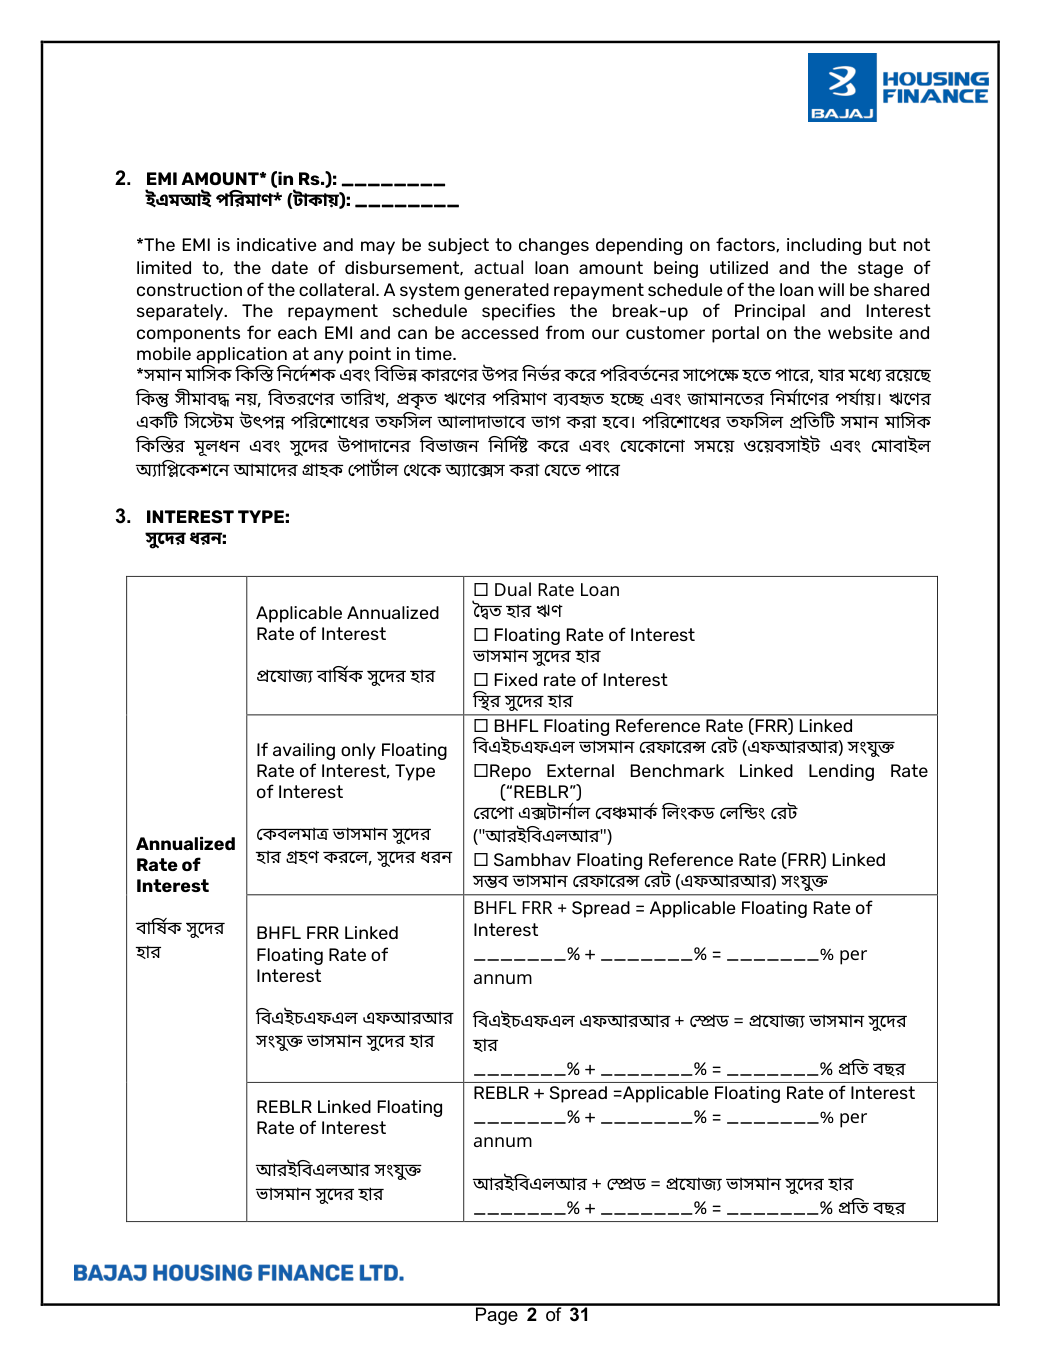 BAJAJ
HOUSING
FINANCE
2. EMI AMOUNT* (in Rs.): ________
ইএমআই পরিমাণ* (টাকায়): ________
*The EMI is indicative and may be subject to changes depending on factors, including but not
limited to, the date of disbursement, actual loan amount being utilized and the stage of
construction of the collateral. A system generated repayment schedule of the loan will be shared
separately. The repayment schedule specifies the break-up of Principal and Interest
components for each EMI and can be accessed from our customer portal on the website and
mobile application at any point in time.
*সমান মাসিক কিস্তি নির্দেশক এবং বিভিন্ন কারণের উপর নির্ভর করে পরিবর্তনের সাপেক্ষে হতে পারে, যার মধ্যে রয়েছে
কিন্তু সীমাবদ্ধ নয়, বিতরণের তারিখ, প্রকৃত ঋণের পরিমাণ ব্যবহৃত হচ্ছে এবং জামানতের নির্মাণের পর্যায়। ঋণের
একটি সিস্টেম উৎপন্ন পরিশোধের তফসিল আলাদাভাবে ভাগ করা হবে। পরিশোধের তফসিল প্রতিটি সমান মাসিক
কিস্তির মূলধন এবং সুদের উপাদানের বিভাজন নির্দিষ্ট করে এবং যেকোনো সময়ে ওয়েবসাইট এবং মোবাইল
অ্যাপ্লিকেশনে আমাদের গ্রাহক পোর্টাল থেকে অ্যাক্সেস করা যেতে পারে
3. INTEREST TYPE:
সুদের ধরন:
Annualized
Rate of
Interest
বার্ষিক সুদের
হার
Applicable Annualized
Rate of Interest
প্রযোজ্য বার্ষিক সুদের হার
☐ Dual Rate Loan
দ্বৈত হার ঋণ
☐ Floating Rate of Interest
ভাসমান সুদের হার
☐ Fixed rate of Interest
স্থির সুদের হার
If availing only Floating
Rate of Interest, Type
of Interest
কেবলমাত্র ভাসমান সুদের
হার গ্রহণ করলে, সুদের ধরন
☐ BHFL Floating Reference Rate (FRR) Linked
বিএইচএফএল ভাসমান রেফারেন্স রেট (এফআরআর) সংযুক্ত
☐Repo External Benchmark Linked Lending Rate
(“REBLR”)
রেপো এক্সটার্নাল বেঞ্চমার্ক লিংকড লেন্ডিং রেট
("আরইবিএলআর")
☐ Sambhav Floating Reference Rate (FRR) Linked
সম্ভব ভাসমান রেফারেন্স রেট (এফআরআর) সংযুক্ত
BHFL FRR Linked
Floating Rate of
Interest
বিএইচএফএল এফআরআর
সংযুক্ত ভাসমান সুদের হার
BHFL FRR + Spread = Applicable Floating Rate of
Interest
_______% + _______% = _______% per
annum
বিএইচএফএল এফআরআর + স্প্রেড = প্রযোজ্য ভাসমান সুদের
হার
_______% + _______% = _______% প্রতি বছর
REBLR Linked Floating
Rate of Interest
আরইবিএলআর সংযুক্ত
ভাসমান সুদের হার
REBLR + Spread =Applicable Floating Rate of Interest
_______% + _______% = _______% per
annum
আরইবিএলআর + স্প্রেড = প্রযোজ্য ভাসমান সুদের হার
_______% + _______% = _______% প্রতি বছর
BAJAJ HOUSING FINANCE LTD.
Page 2 of 31